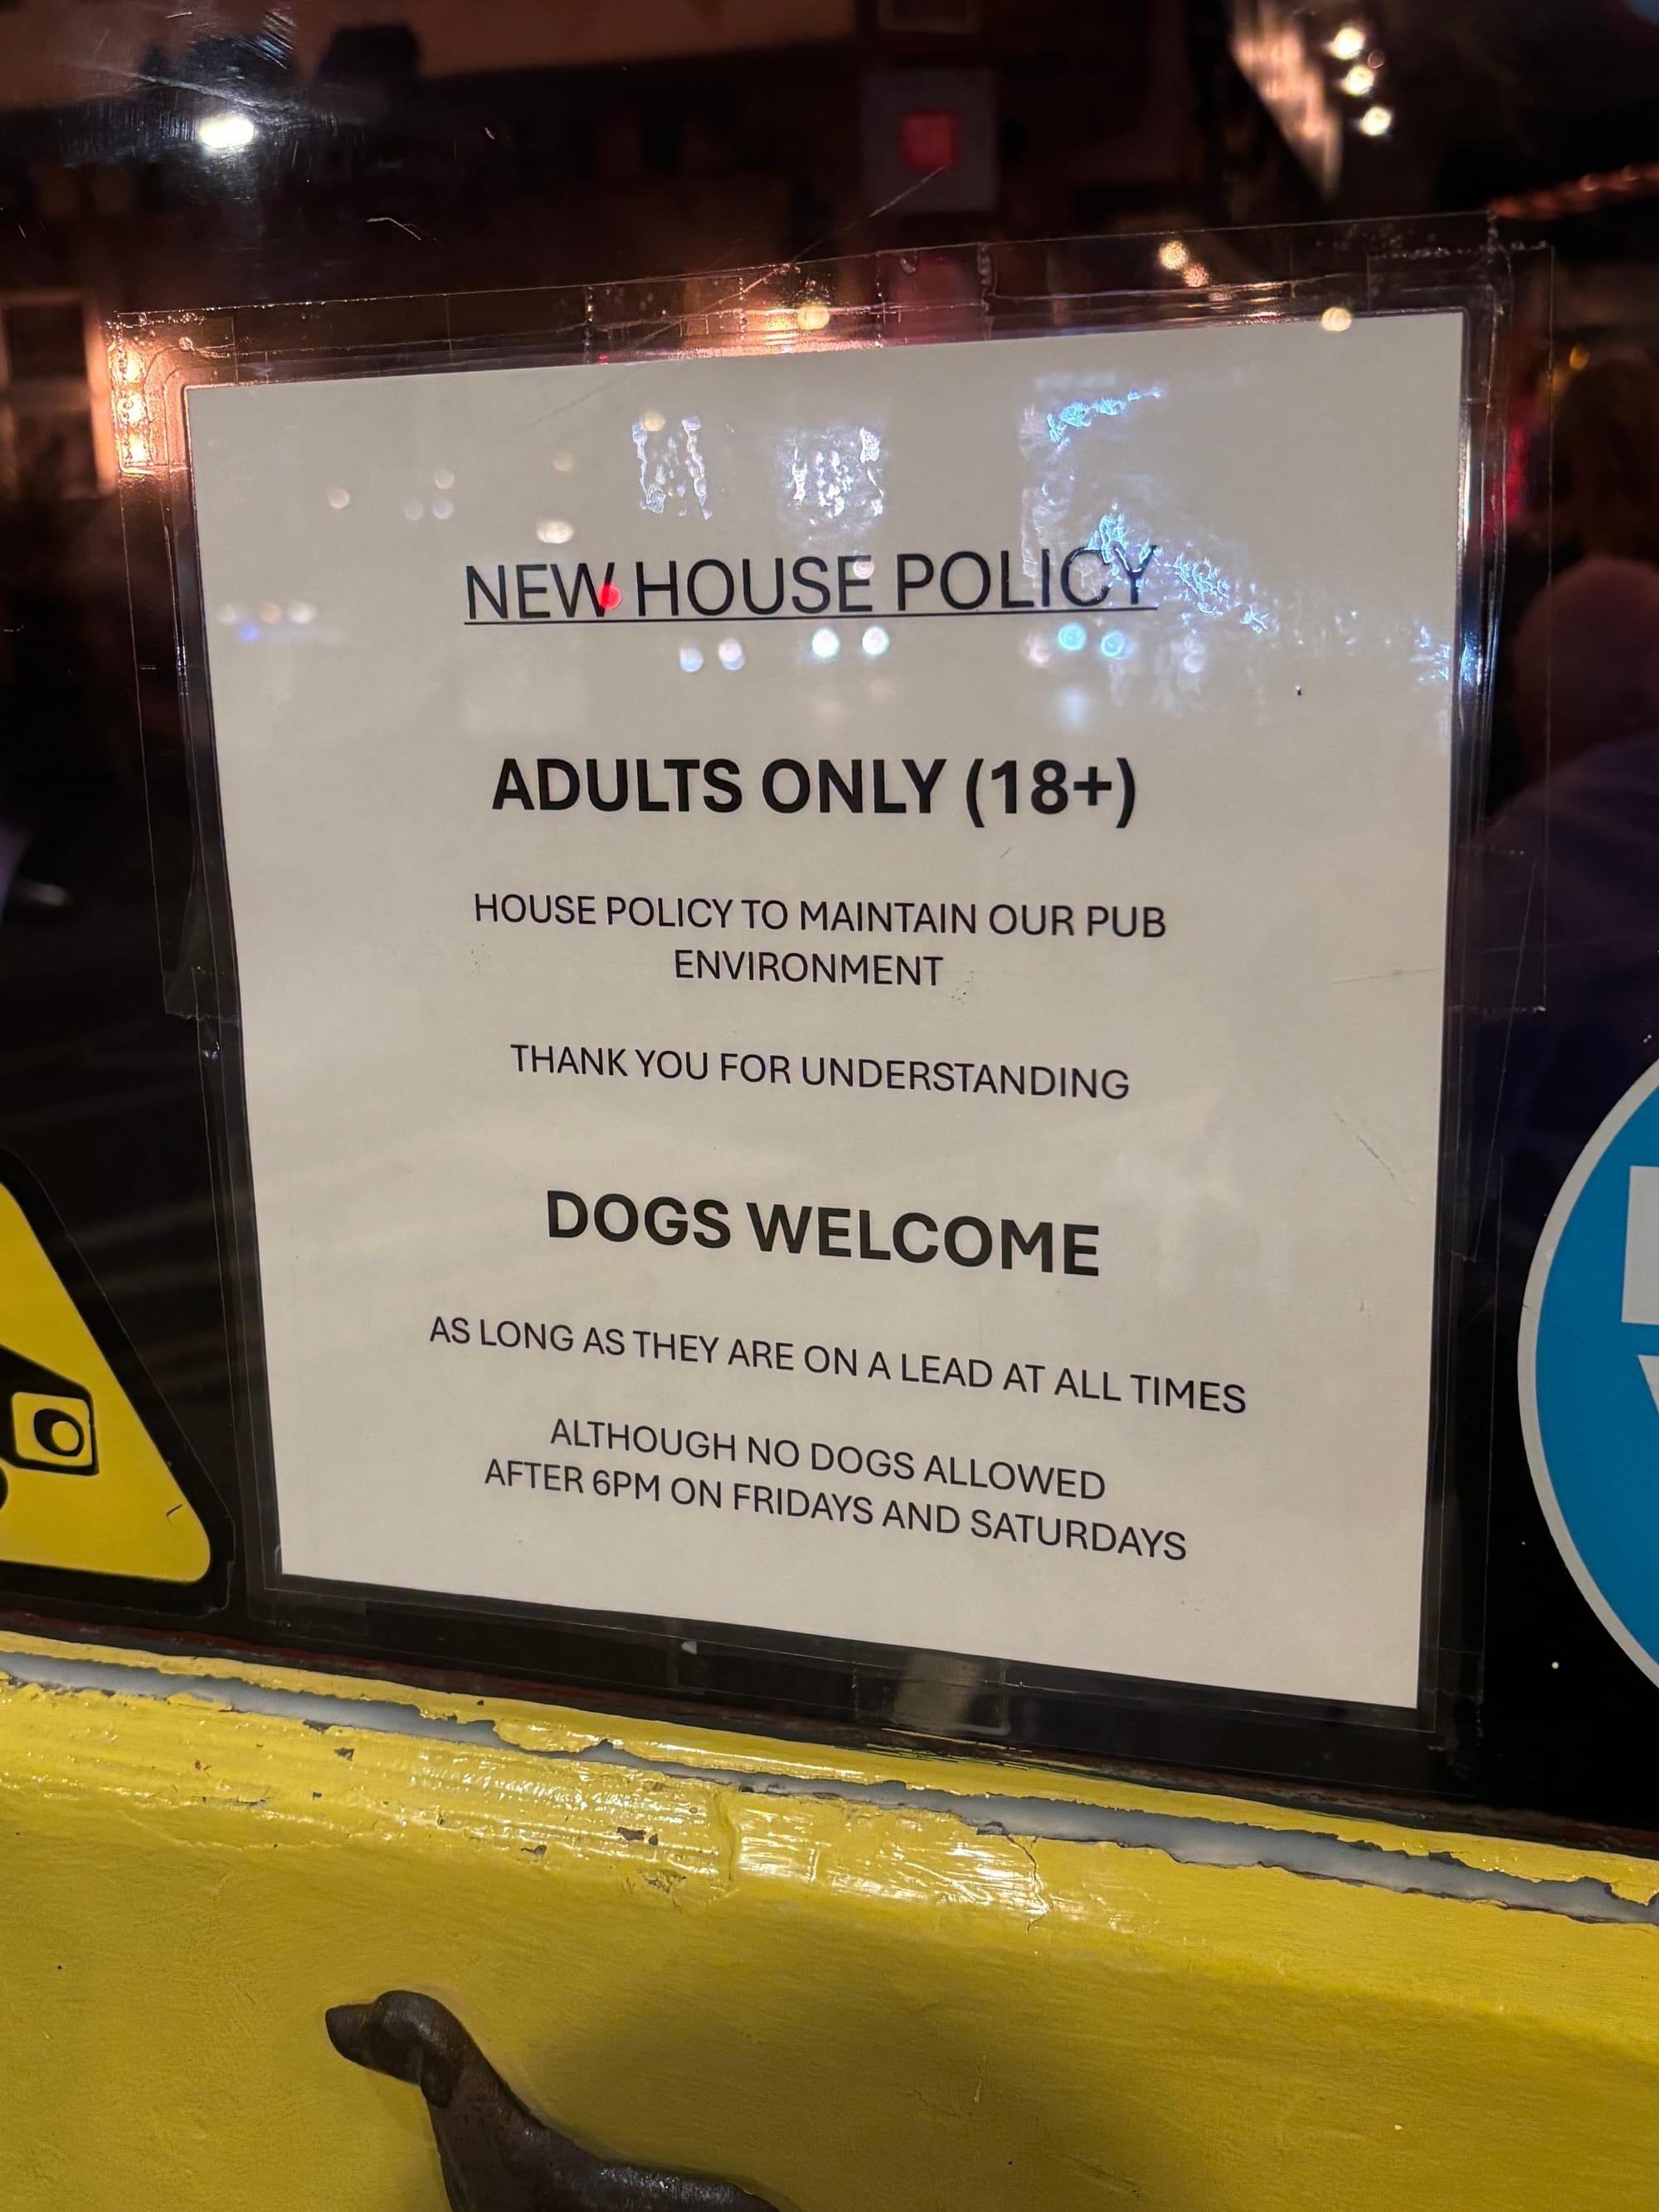 NEW HOUSE POLICY
ADULTS ONLY (18+)
HOUSE POLICY TO MAINTAIN OUR PUB
ENVIRONMENT
THANK YOU FOR UNDERSTANDING
DOGS WELCOME
AS LONG AS THEY ARE ON A LEAD AT ALL TIMES
ALTHOUGH NO DOGS ALLOWED
AFTER 6PM ON FRIDAYS AND SATURDAYS